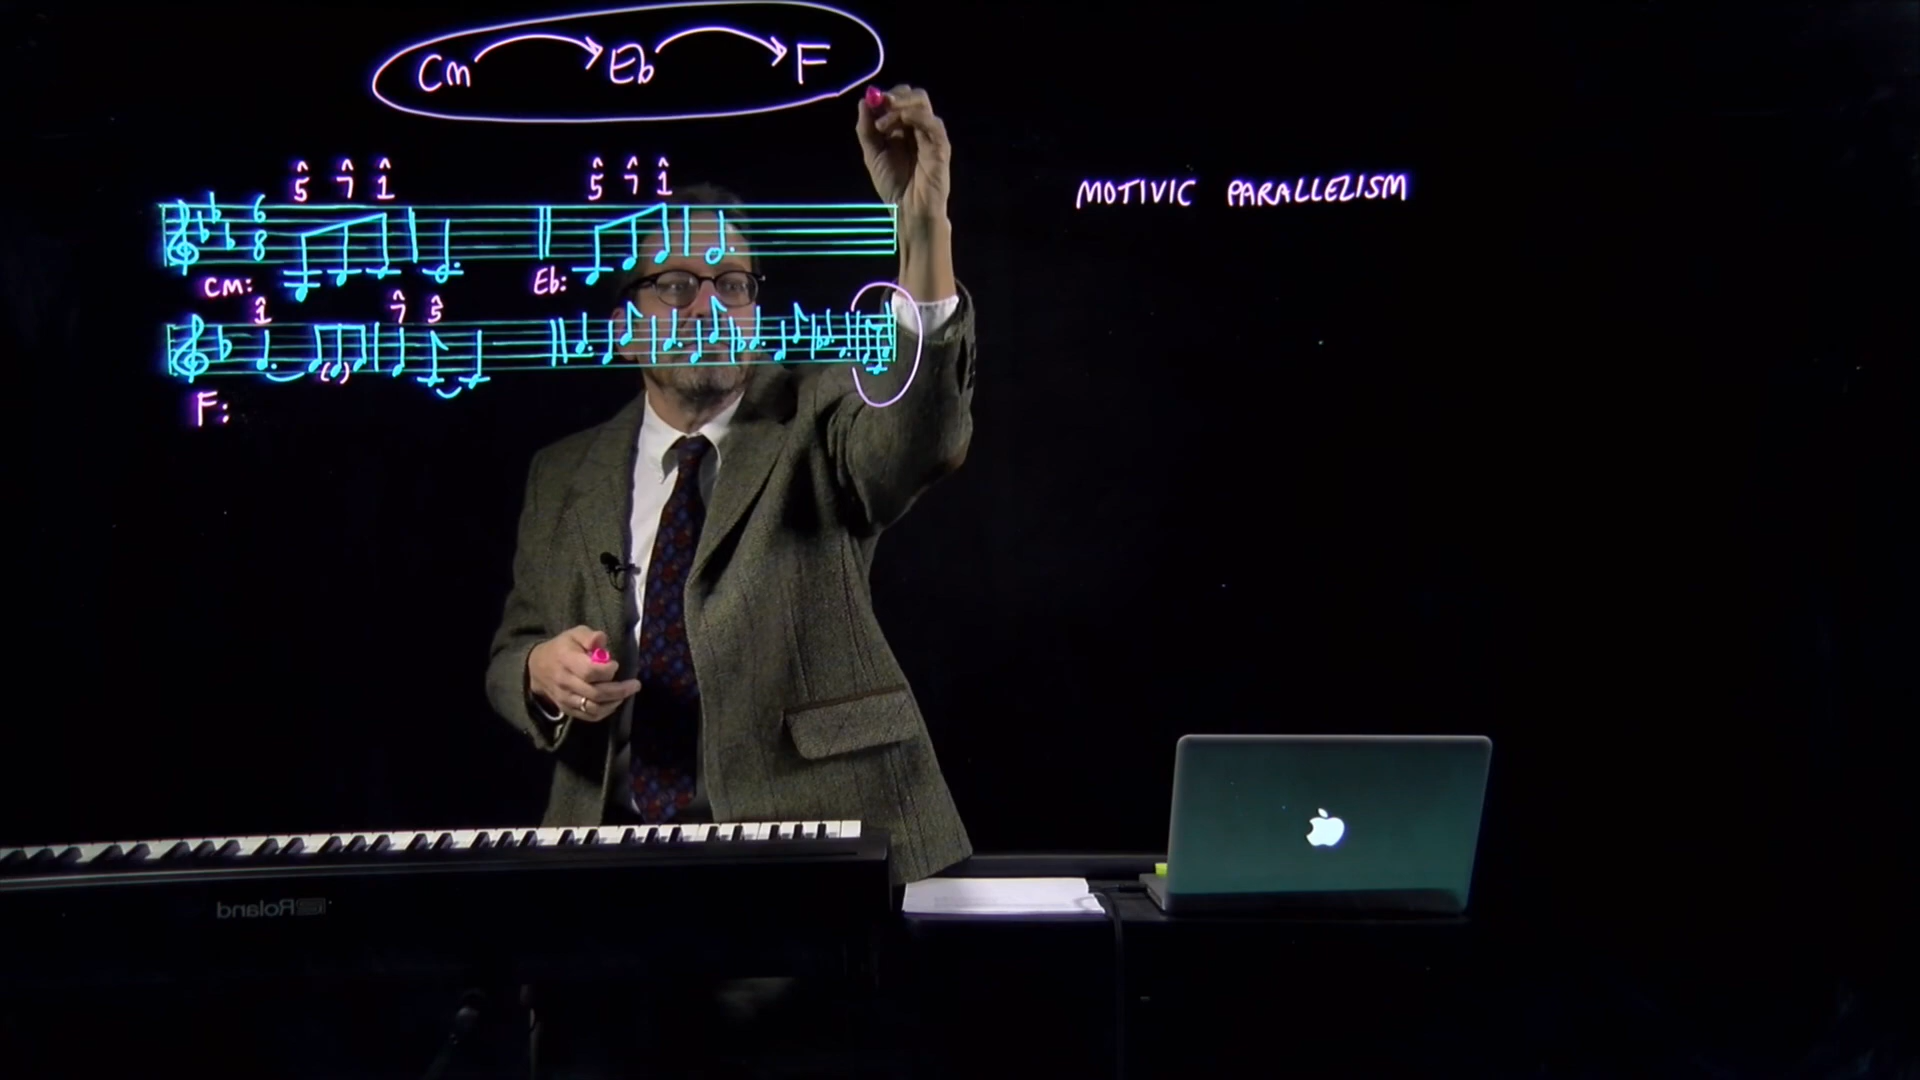 Cm Eb F
5 7 1 5 7 1
MOTIVIC PARALLELISM
6
8
Cm: Eb:
1 7 5
F:
Roland